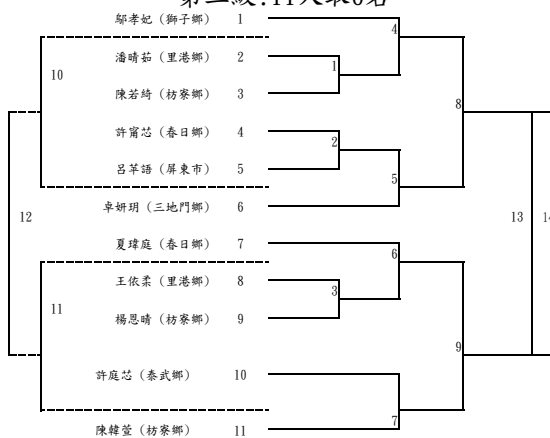 第二級:11人取6名
鄔孝妃 (獅子鄉) 1
潘晴茹 (里港鄉) 2
陳若綺 (枋寮鄉) 3
許甯芯 (春日鄉) 4
呂苹語 (屏東市) 5
卓妍玥 (三地門鄉) 6
夏瑋庭 (春日鄉) 7
王依柔 (里港鄉) 8
楊恩晴 (枋寮鄉) 9
許庭芯 (泰武鄉) 10
陳韓萱 (枋寮鄉) 11
1
2
3
4
5
6
7
8
9
10
11
12
13
14